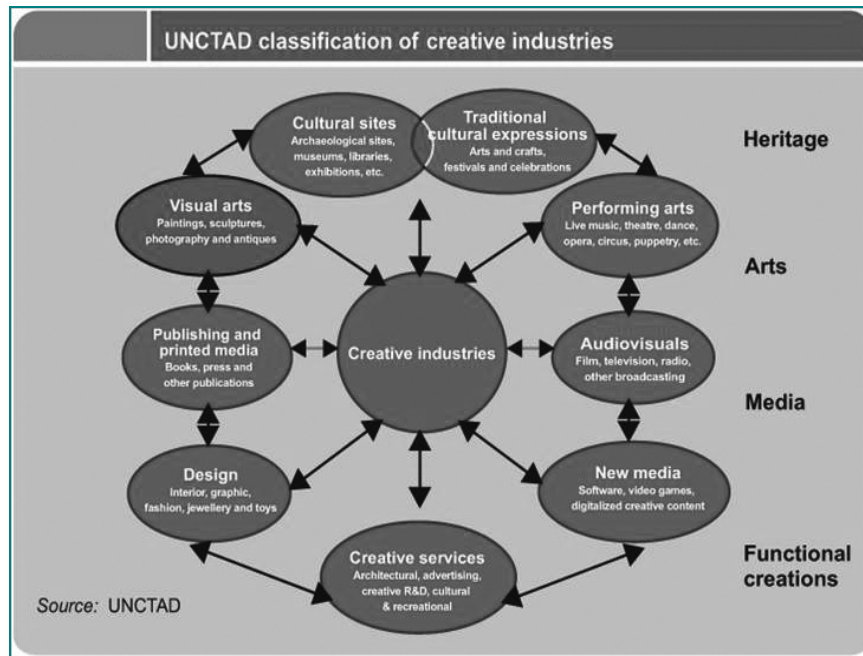 UNCTAD classification of creative industries
Cultural sites
Archaeological sites,
museums, libraries,
exhibitions, etc.
Traditional
cultural expressions
Arts and crafts,
festivals and celebrations
Heritage
Visual arts
Paintings, sculptures,
photography and antiques
Performing arts
Live music, theatre, dance,
opera, circus, puppetry, etc.
Arts
Publishing and
printed media
Books, press and
other publications
Creative industries
Audiovisuals
Film, television, radio,
other broadcasting
Media
Design
Interior, graphic,
fashion, jewellery and toys
New media
Software, video games,
digitalized creative content
Creative services
Architectural, advertising,
creative R&D, cultural
& recreational
Functional
creations
Source: UNCTAD